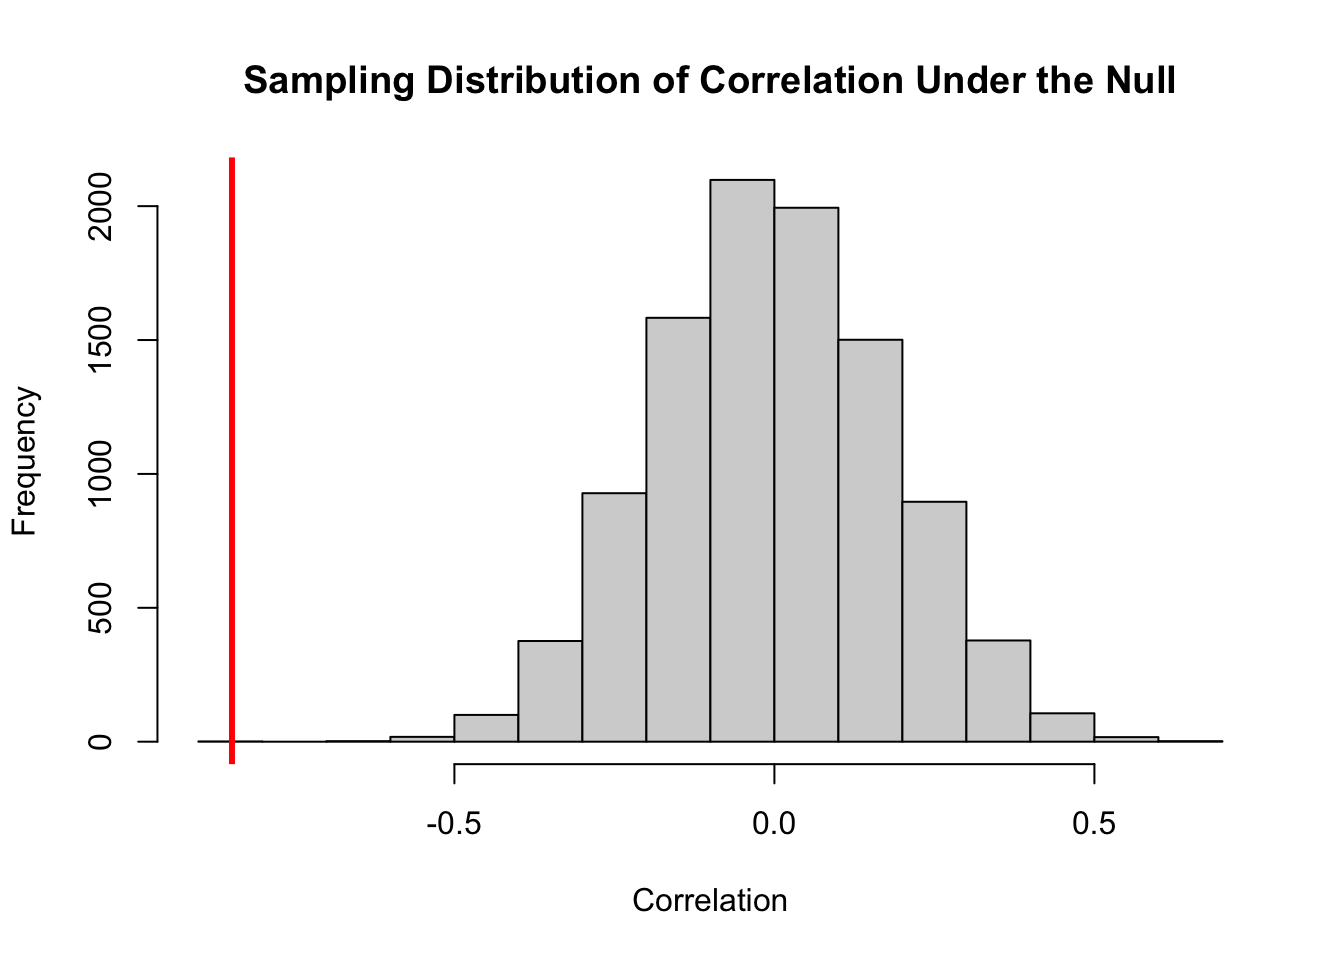 Sampling Distribution of Correlation Under the Null
Frequency
2000
1500
1000
500
0
-0.5 0.0 0.5
Correlation